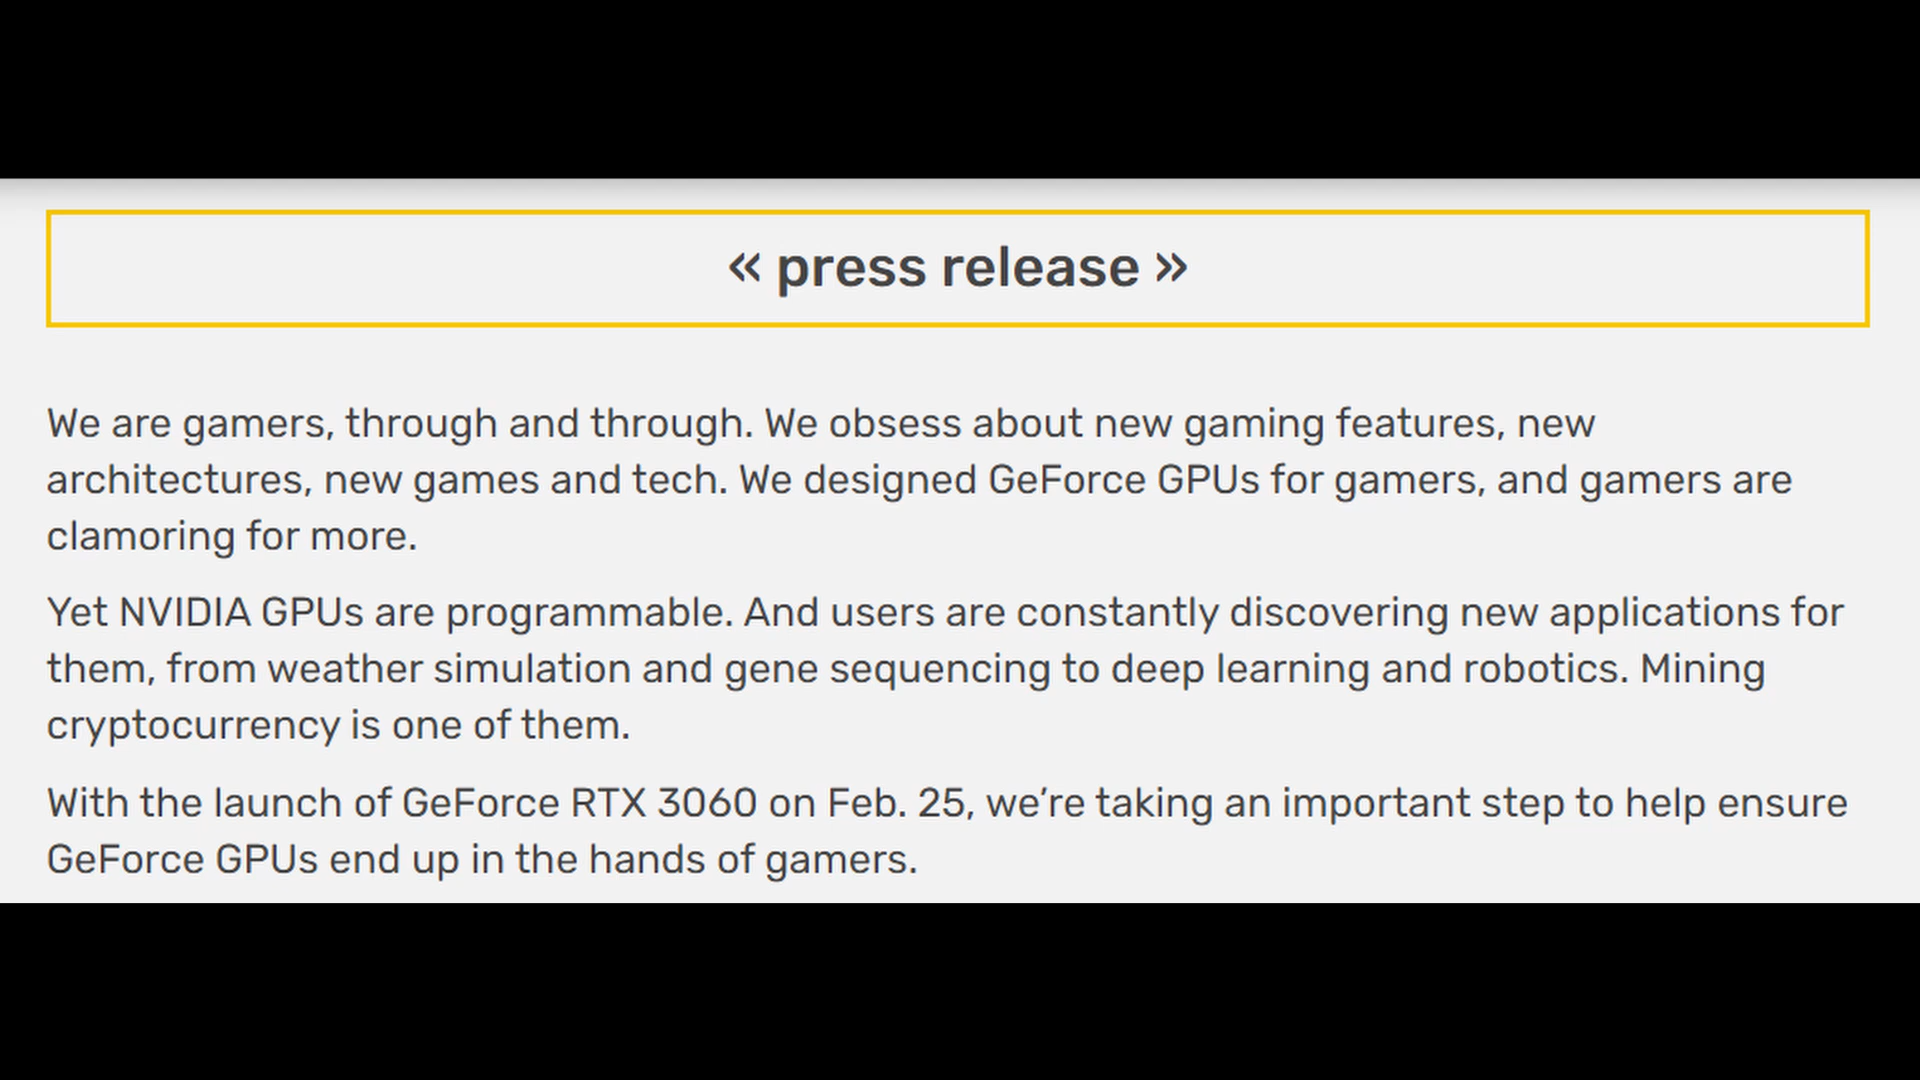 « press release »
We are gamers, through and through. We obsess about new gaming features, new
architectures, new games and tech. We designed GeForce GPUs for gamers, and gamers are
clamoring for more.
Yet NVIDIA GPUs are programmable. And users are constantly discovering new applications for
them, from weather simulation and gene sequencing to deep learning and robotics. Mining
cryptocurrency is one of them.
With the launch of GeForce RTX 3060 on Feb. 25, we’re taking an important step to help ensure
GeForce GPUs end up in the hands of gamers.